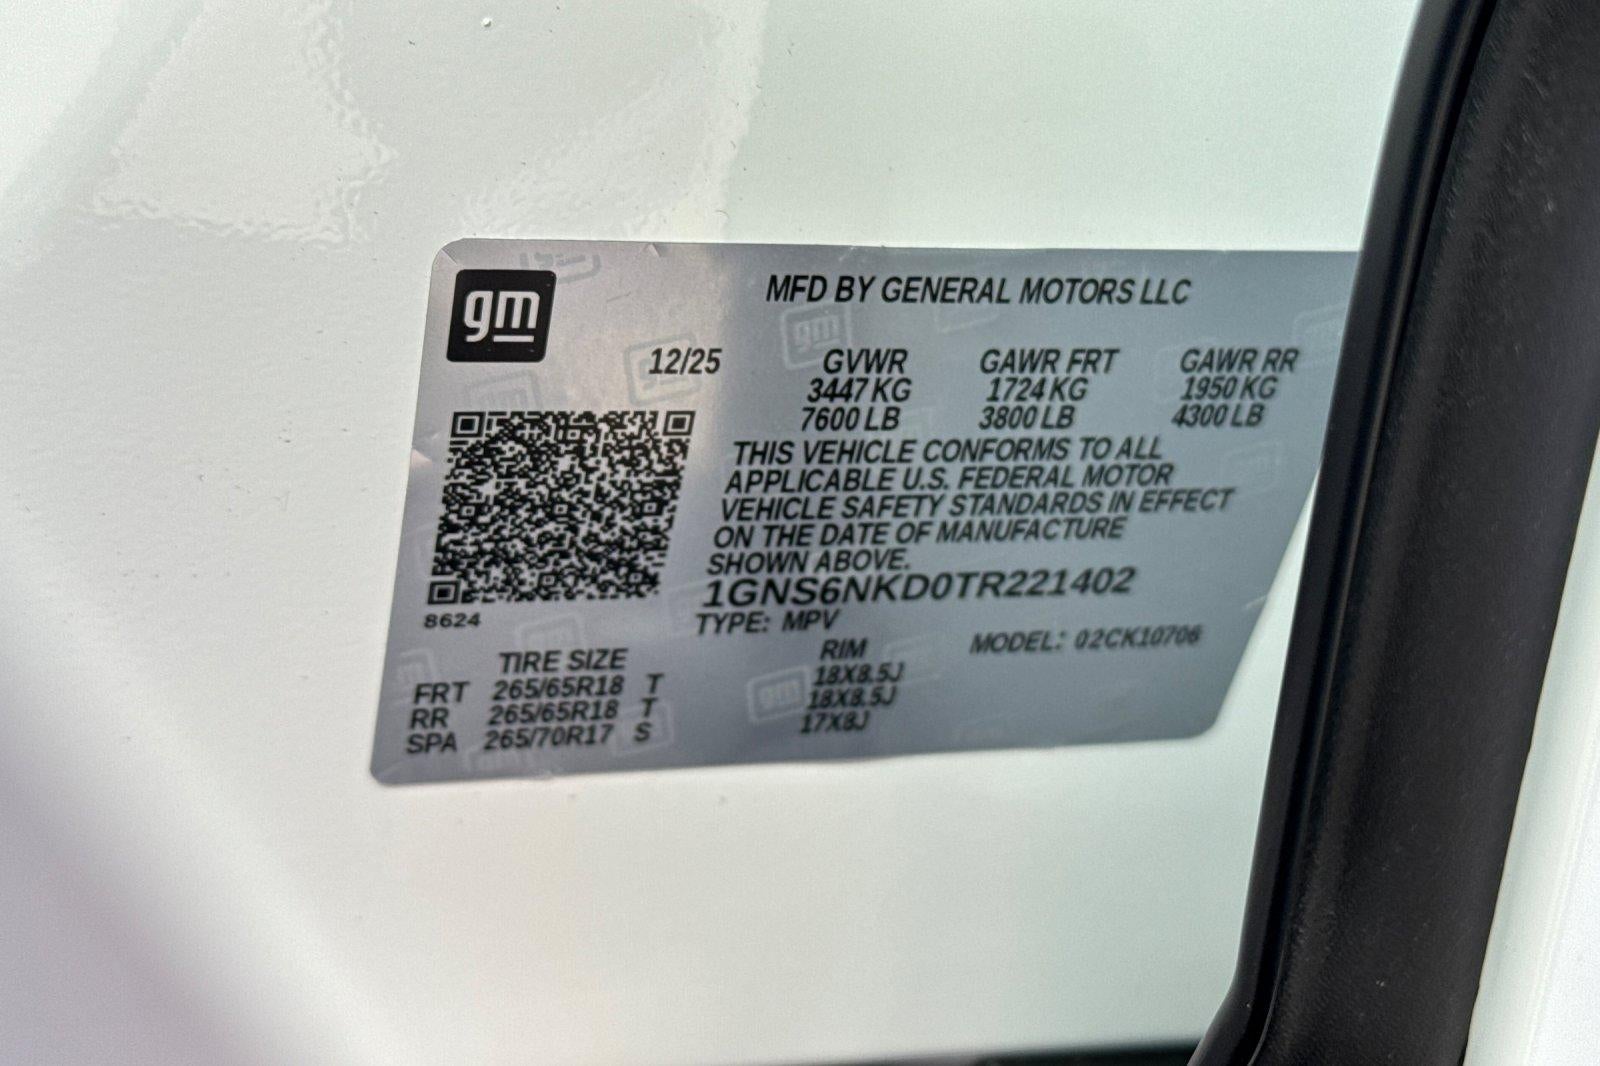 gm
MFD BY GENERAL MOTORS LLC
12/25 GVWR GAWR FRT GAWR RR
3447 KG 1724 KG 1950 KG
7600 LB 3800 LB 4300 LB
THIS VEHICLE CONFORMS TO ALL
APPLICABLE U.S. FEDERAL MOTOR
VEHICLE SAFETY STANDARDS IN EFFECT
ON THE DATE OF MANUFACTURE
SHOWN ABOVE.
1GNS6NKD0TR221402
8624
TYPE: MPV
MODEL: 02CK10706
TIRE SIZE RIM
FRT 265/65R18 T 18X8.5J
RR 265/65R18 T 18X8.5J
SPA 265/70R17 S 17X8J